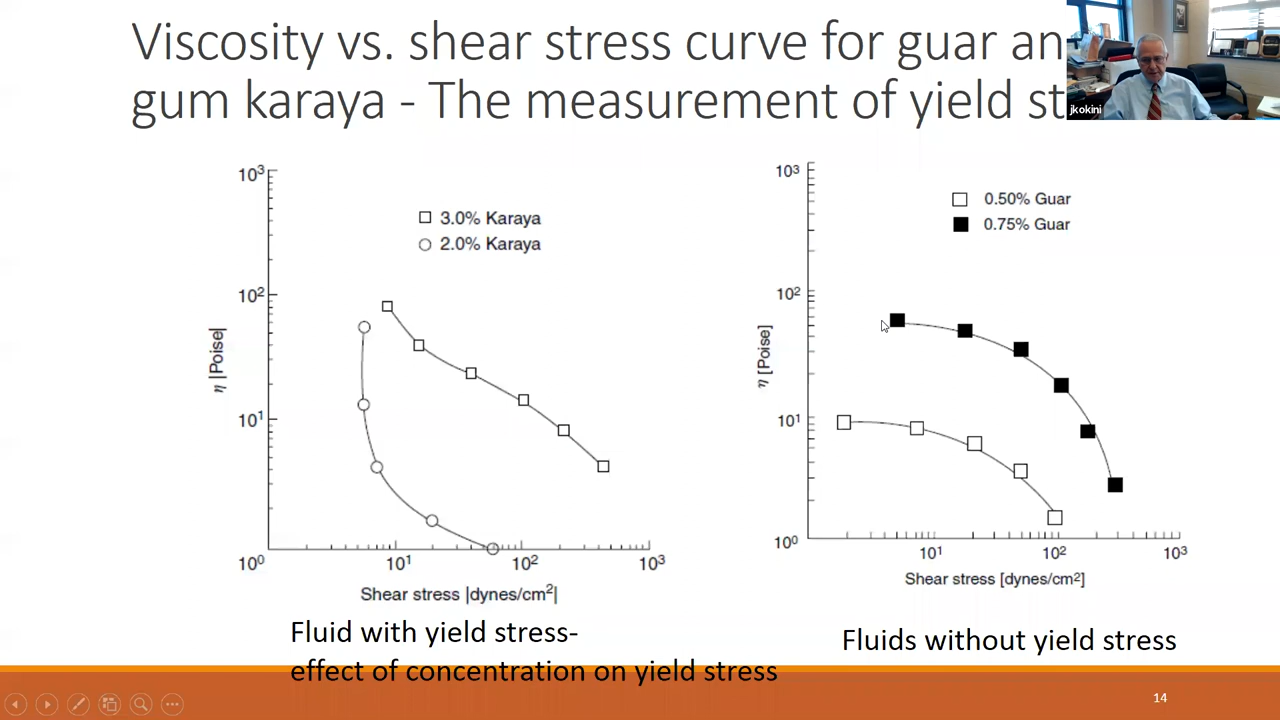 Viscosity vs. shear stress curve for guar an
gum karaya - The measurement of yield st
jkokini
10³
10²
10¹
10⁰
10¹
10²
10³
η |Poise|
3.0% Karaya
2.0% Karaya
Shear stress |dynes/cm²|
Fluid with yield stress-
effect of concentration on yield stress
10³
10²
10¹
10⁰
10¹
10²
10³
η [Poise]
0.50% Guar
0.75% Guar
Shear stress [dynes/cm²]
Fluids without yield stress
14